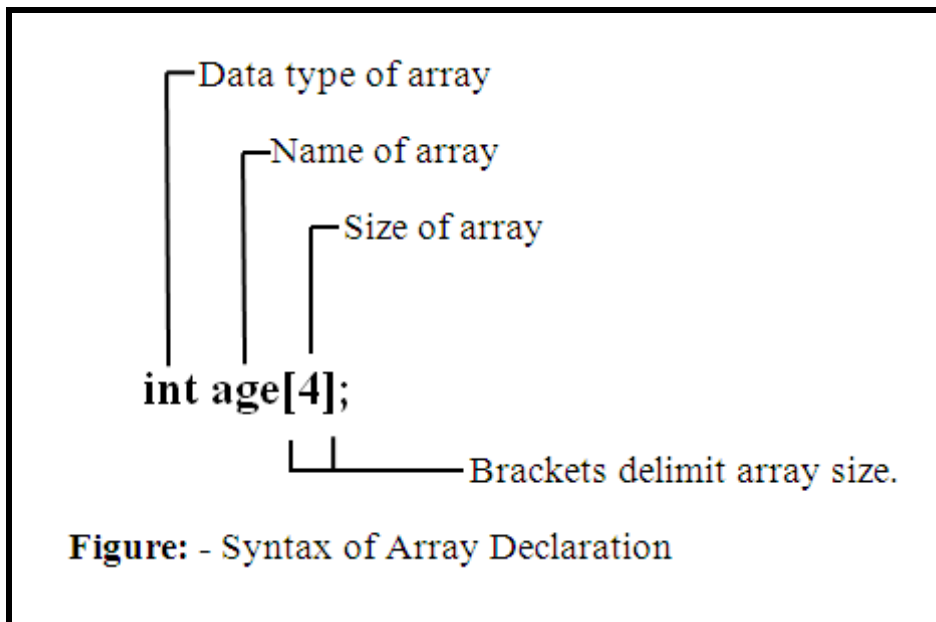 Data type of array
Name of array
Size of array
int age[4];
Brackets delimit array size.
Figure: - Syntax of Array Declaration